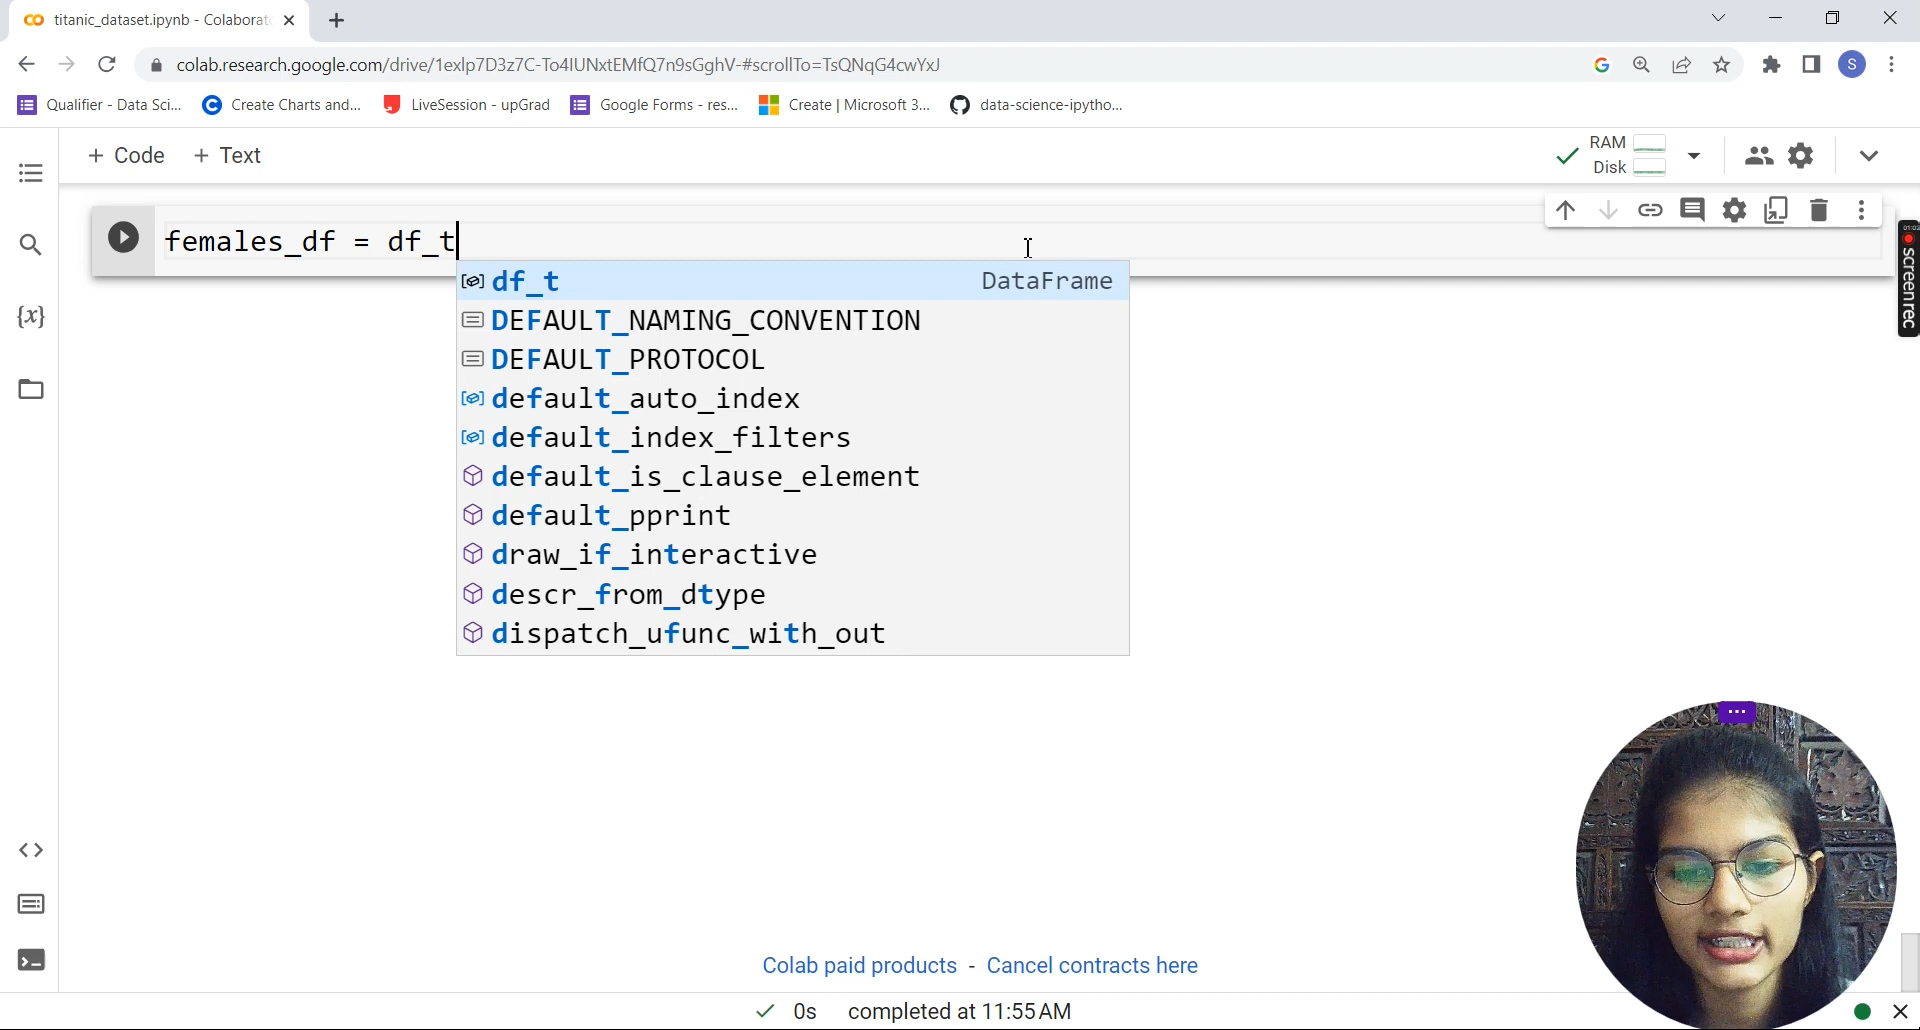 titanic_dataset.ipynb - Colaborat
colab.research.google.com/drive/1exlp7D3z7C-To4IUNxtEMfQ7n9sGghV-#scrollTo=TsQNqG4cwYxJ
S
Qualifier - Data Sci... Create Charts and... LiveSession - upGrad Google Forms - res... Create | Microsoft 3... data-science-ipytho...
+ Code + Text
RAM
Disk
females_df = df_t
df_t DataFrame
DEFAULT_NAMING_CONVENTION
DEFAULT_PROTOCOL
default_auto_index
default_index_filters
default_is_clause_element
default_pprint
draw_if_interactive
descr_from_dtype
dispatch_ufunc_with_out
screenrec
Colab paid products - Cancel contracts here
0s completed at 11:55 AM